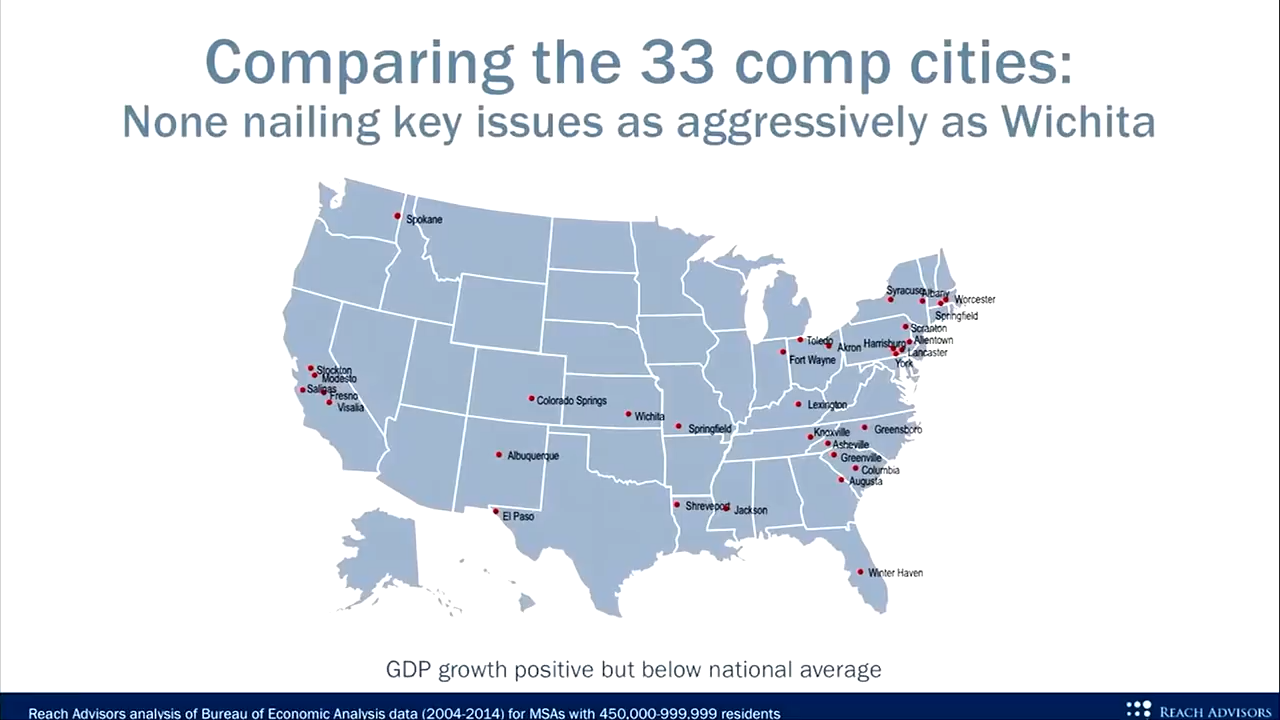 Comparing the 33 comp cities:
None nailing key issues as aggressively as Wichita
Spokane
Syracuse
Albany
Worcester
Springfield
Scranton
Toledo
Akron
Harrisburg
Allentown
Lancaster
Fort Wayne
York
Stockton
Modesto
Salinas
Fresno
Visalia
Colorado Springs
Lexington
Wichita
Springfield
Knoxville
Greensboro
Asheville
Albuquerque
Greenville
Columbia
Augusta
Shreveport
Jackson
El Paso
Winter Haven
GDP growth positive but below national average
Reach Advisors analysis of Bureau of Economic Analysis data (2004-2014) for MSAs with 450,000-999,999 residents
REACH ADVISORS